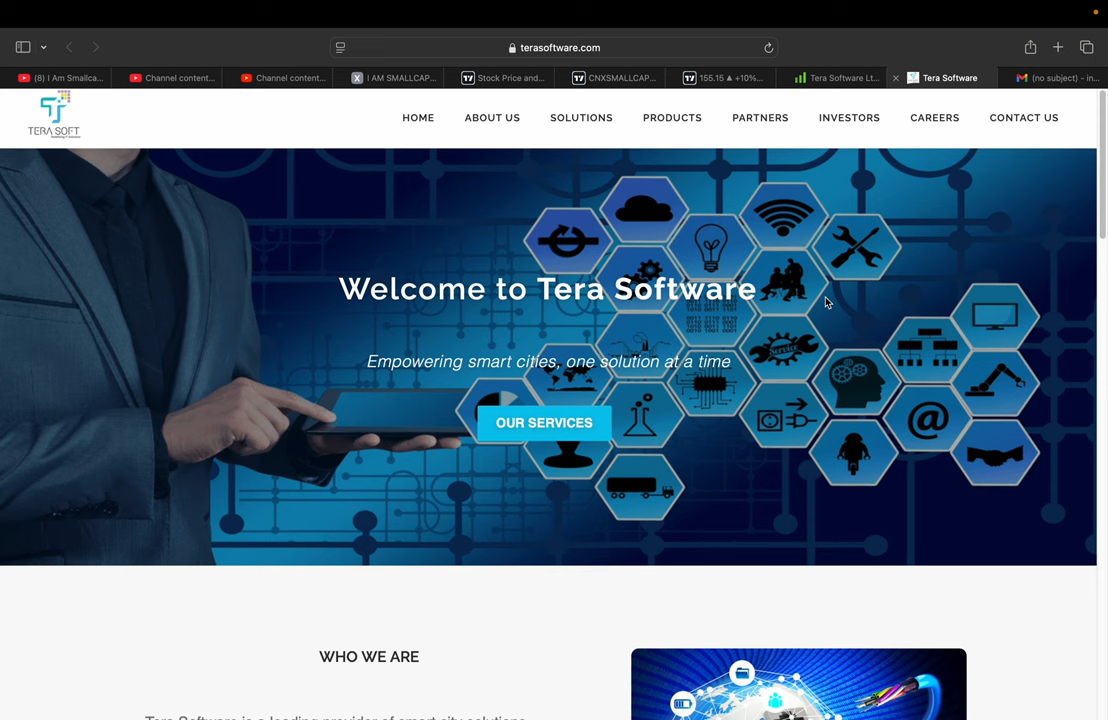 terasoftware.com
(8) I Am Smallca...
Channel content...
Channel content...
I AM SMALLCAP...
Stock Price and...
CNXSMALLCAP...
155.15 ▲ +10%...
Tera Software Lt...
Tera Software
(no subject) - in...
TERA SOFT
HOME
ABOUT US
SOLUTIONS
PRODUCTS
PARTNERS
INVESTORS
CAREERS
CONTACT US
Welcome to Tera Software
Empowering smart cities, one solution at a time
OUR SERVICES
WHO WE ARE
Tera Software is a leading provider of smart city solutions